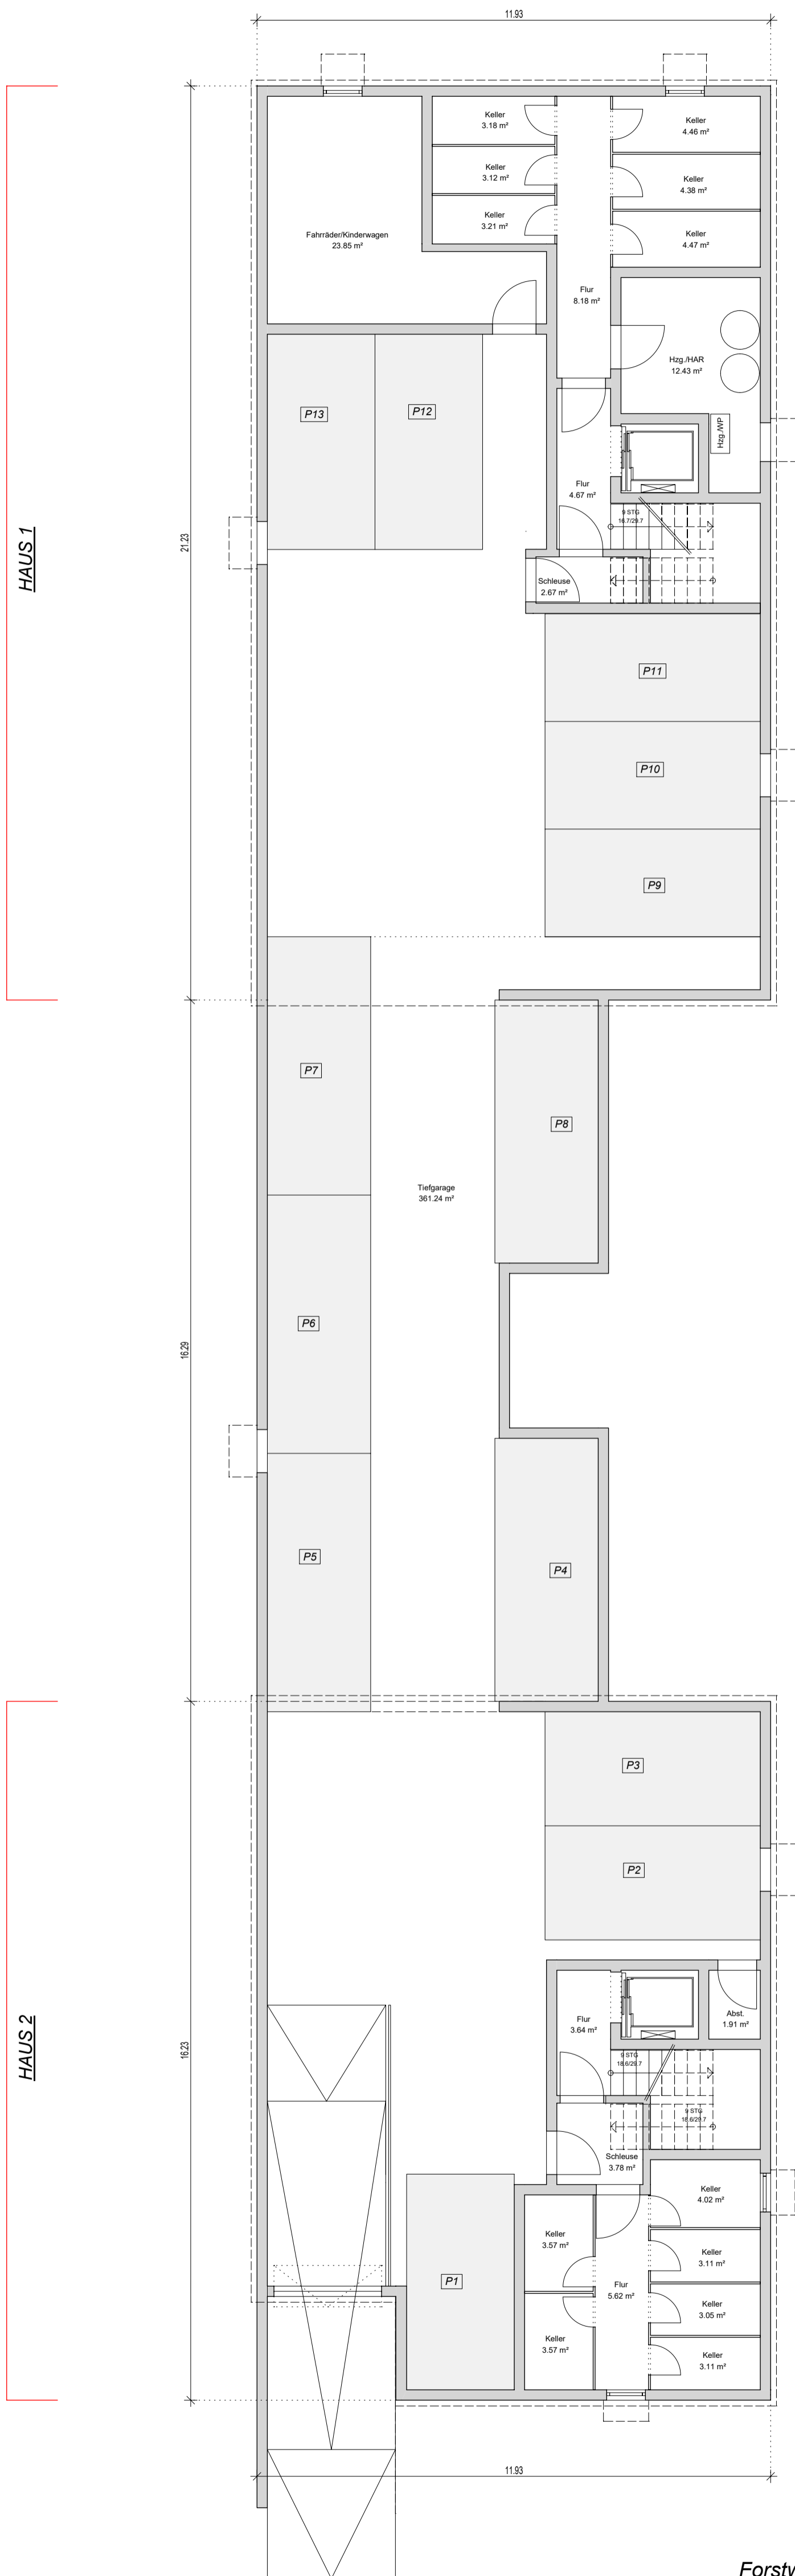 11.93
HAUS 1
21.23
Keller
3.18 m²
Keller
4.46 m²
Keller
3.12 m²
Keller
4.38 m²
Keller
3.21 m²
Keller
4.47 m²
Fahrräder/Kinderwagen
23.85 m²
Flur
8.18 m²
Hzg./HAR
12.43 m²
Hzg./WP
P13
P12
Flur
4.67 m²
9 STG
18.7/29.7
Schleuse
2.67 m²
P11
P10
P9
P7
P8
Tiefgarage
361.24 m²
16.29
P6
P5
P4
HAUS 2
16.23
P3
P2
Flur
3.64 m²
Abst.
1.91 m²
9 STG
18.6/29.7
9 STG
18.6/29.7
Schleuse
3.78 m²
Keller
4.02 m²
Keller
3.57 m²
Keller
3.11 m²
P1
Flur
5.62 m²
Keller
3.05 m²
Keller
3.57 m²
Keller
3.11 m²
11.93